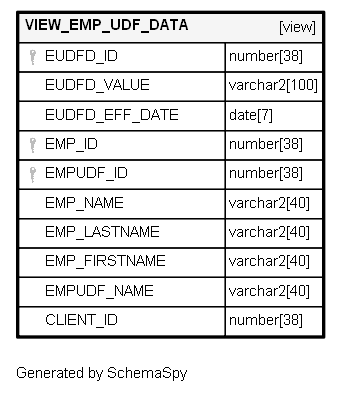 VIEW_EMP_UDF_DATA [view]
EUDFD_ID number[38]
EUDFD_VALUE varchar2[100]
EUDFD_EFF_DATE date[7]
EMP_ID number[38]
EMPUDF_ID number[38]
EMP_NAME varchar2[40]
EMP_LASTNAME varchar2[40]
EMP_FIRSTNAME varchar2[40]
EMPUDF_NAME varchar2[40]
CLIENT_ID number[38]
Generated by SchemaSpy